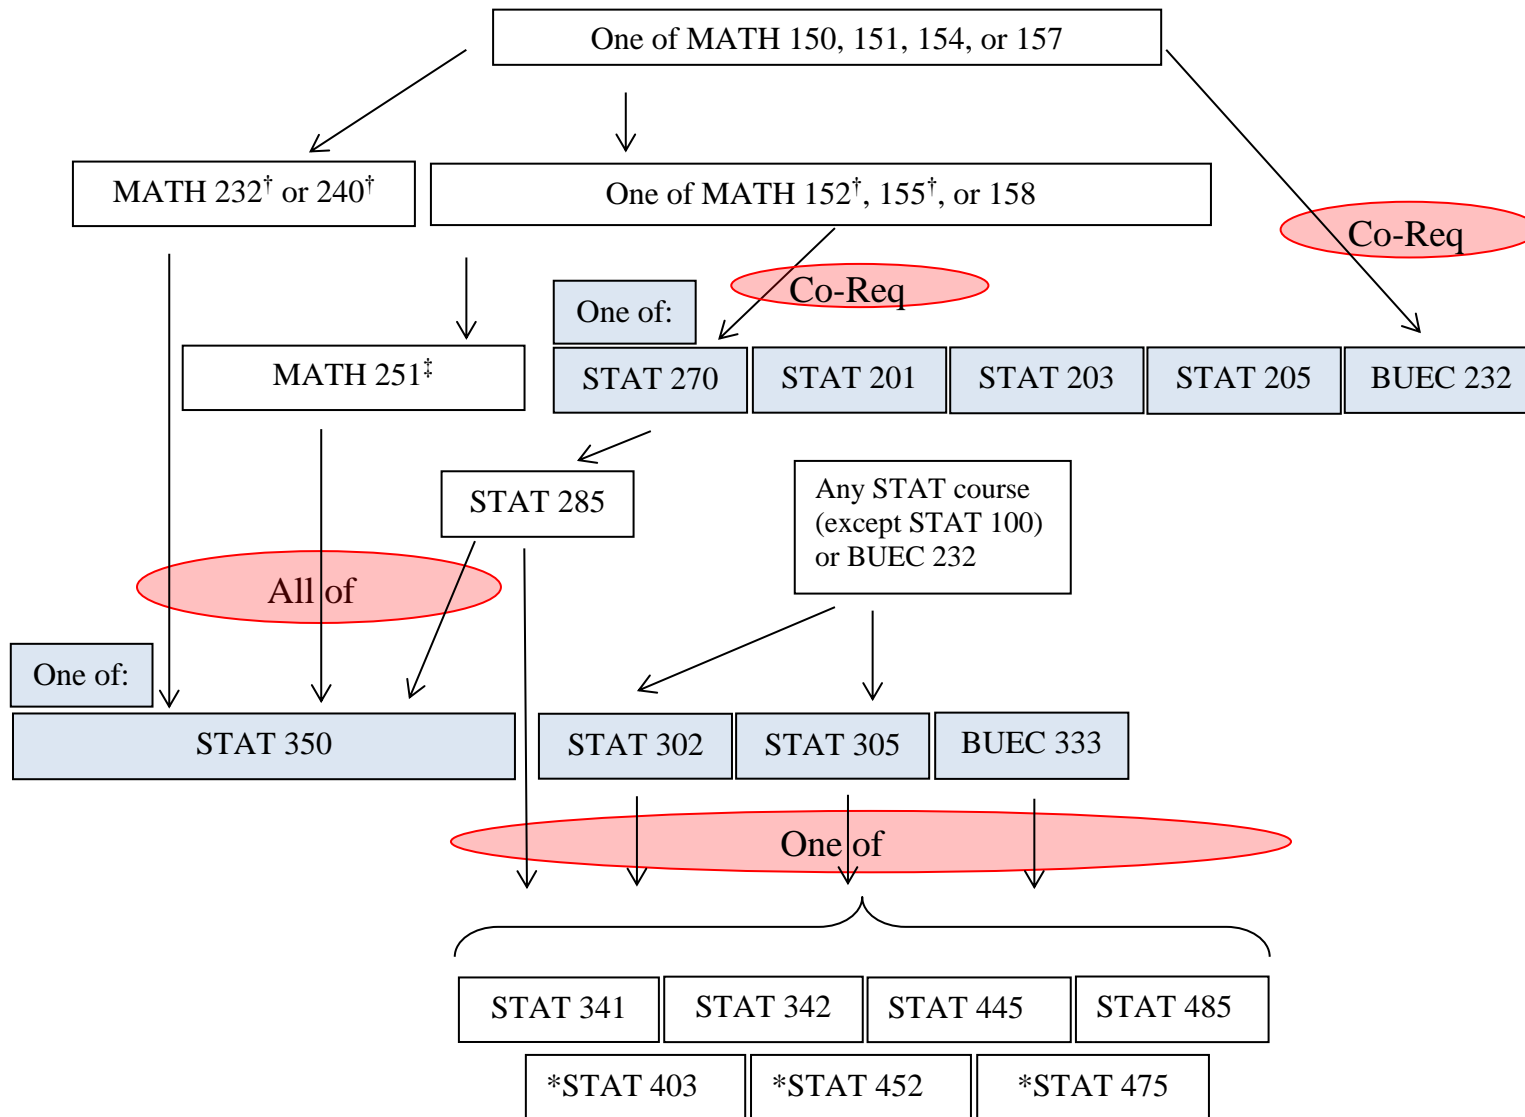 One of MATH 150, 151, 154, or 157
MATH 232† or 240†
One of MATH 152†, 155†, or 158
Co-Req
Co-Req
One of:
MATH 251‡
STAT 270
STAT 201
STAT 203
STAT 205
BUEC 232
STAT 285
Any STAT course
(except STAT 100)
or BUEC 232
All of
One of:
STAT 350
STAT 302
STAT 305
BUEC 333
One of
STAT 341
STAT 342
STAT 445
STAT 485
*STAT 403
*STAT 452
*STAT 475